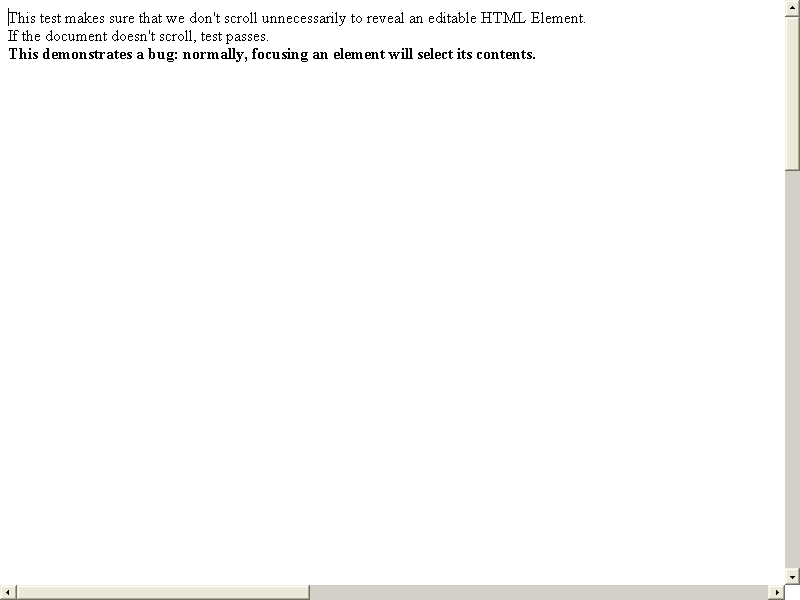 This test makes sure that we don't scroll unnecessarily to reveal an editable HTML Element.
If the document doesn't scroll, test passes.
This demonstrates a bug: normally, focusing an element will select its contents.